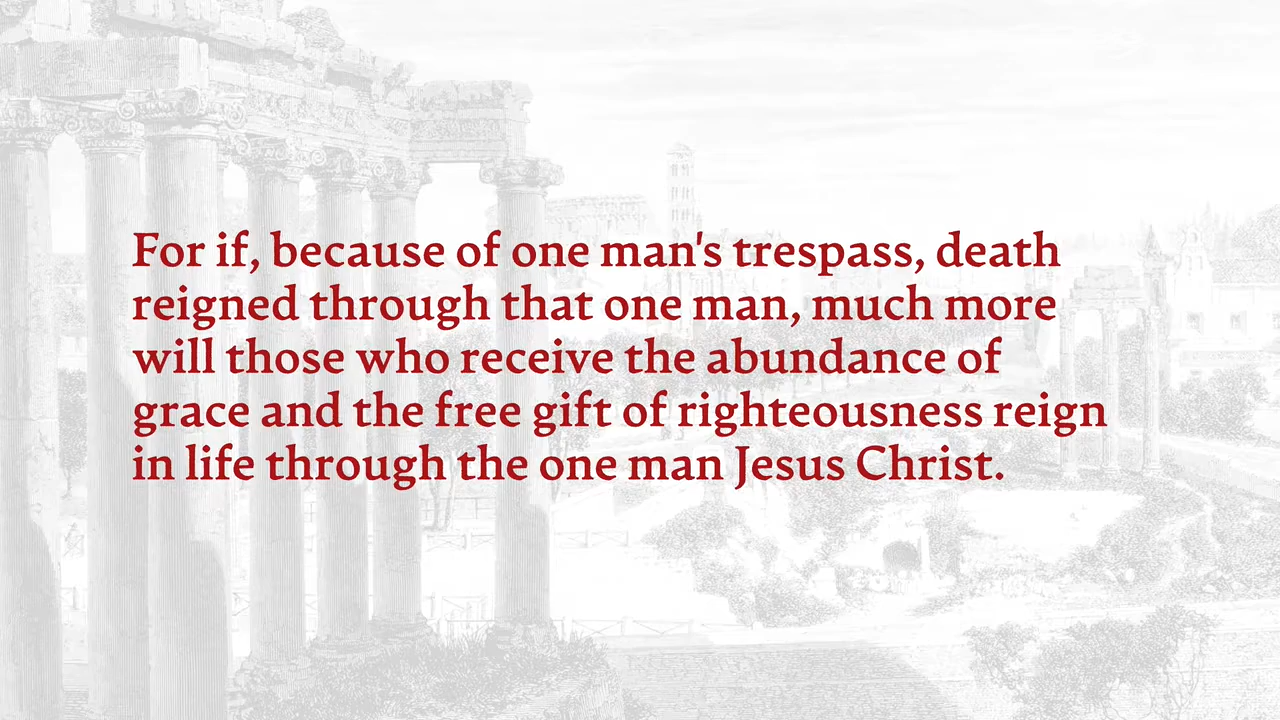 For if, because of one man's trespass, death
reigned through that one man, much more
will those who receive the abundance of
grace and the free gift of righteousness reign
in life through the one man Jesus Christ.